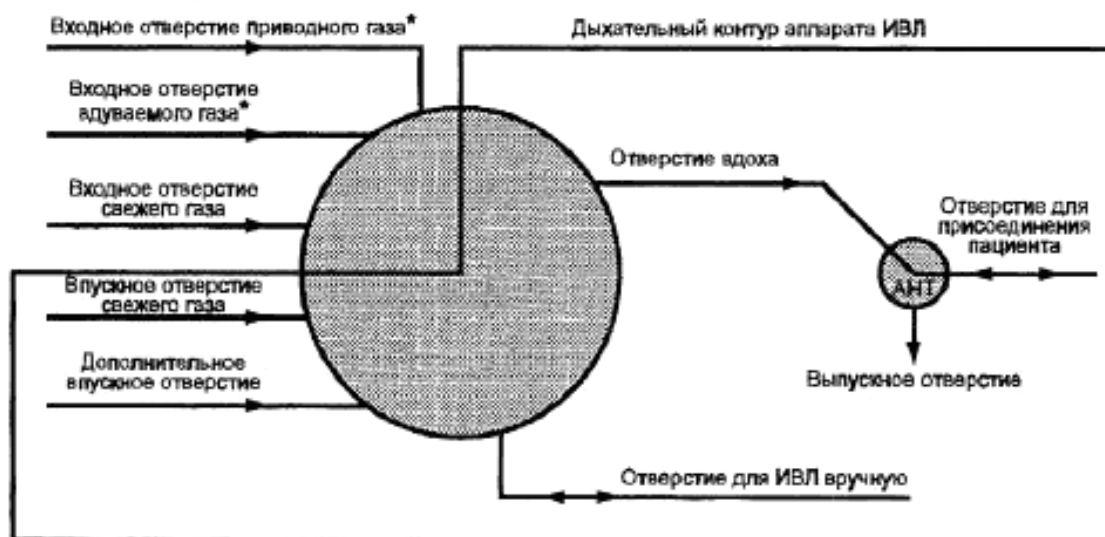 Входное отверстие приводного газа*
Дыхательный контур аппарата ИВЛ
Входное отверстие
вдуваемого газа*
Отверстие вдоха
Входное отверстие
свежего газа
Отверстие для
присоединения
пациента
АНТ
Впускное отверстие
свежего газа
Дополнительное
впускное отверстие
Выпускное отверстие
Отверстие для ИВЛ вручную